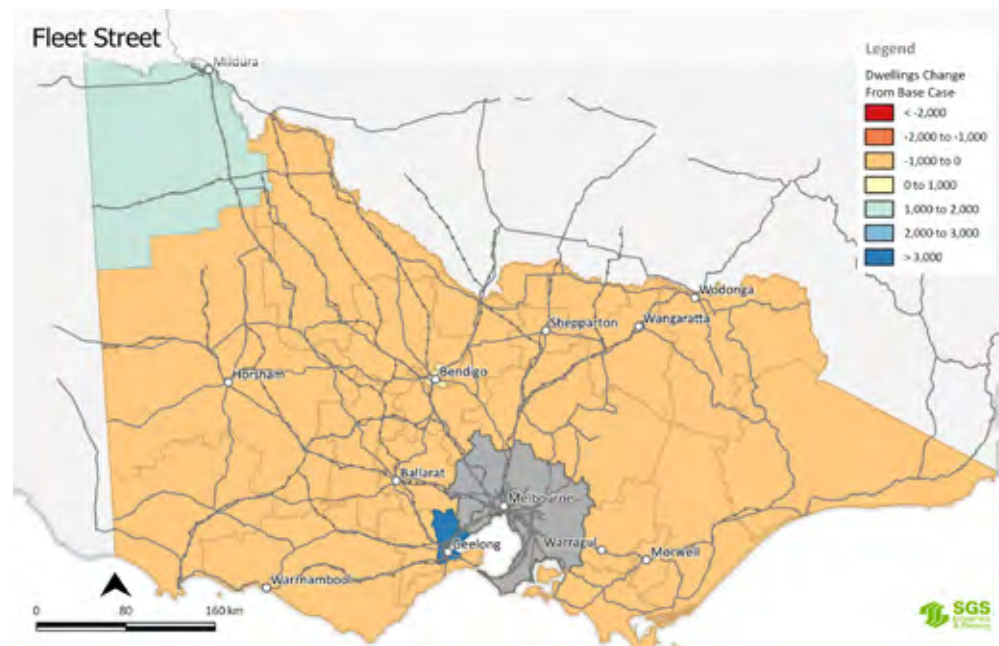 Fleet Street
Mildura
Legend
Dwellings Change
From Base Case
< -2,000
-2,000 to -1,000
-1,000 to 0
0 to 1,000
1,000 to 2,000
2,000 to 3,000
> 3,000
Wodonga
Shepparton
Wangaratta
Horsham
Bendigo
Ballarat
Melbourne
Geelong
Warragul
Morwell
Warrnambool
0 80 160 km
SGS
Economics
& Planning